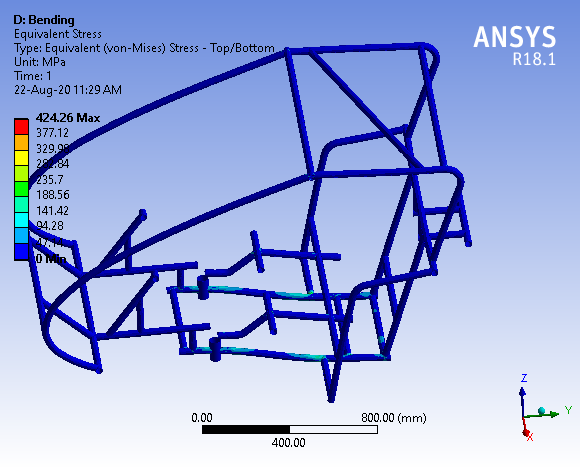 D: Bending
Equivalent Stress
Type: Equivalent (von-Mises) Stress - Top/Bottom
Unit: MPa
Time: 1
22-Aug-20 11:29 AM
ANSYS
R18.1
424.26 Max
377.12
235.7
188.56
141.42
94.28
0.00
800.00 (mm)
400.00
Z
Y
X